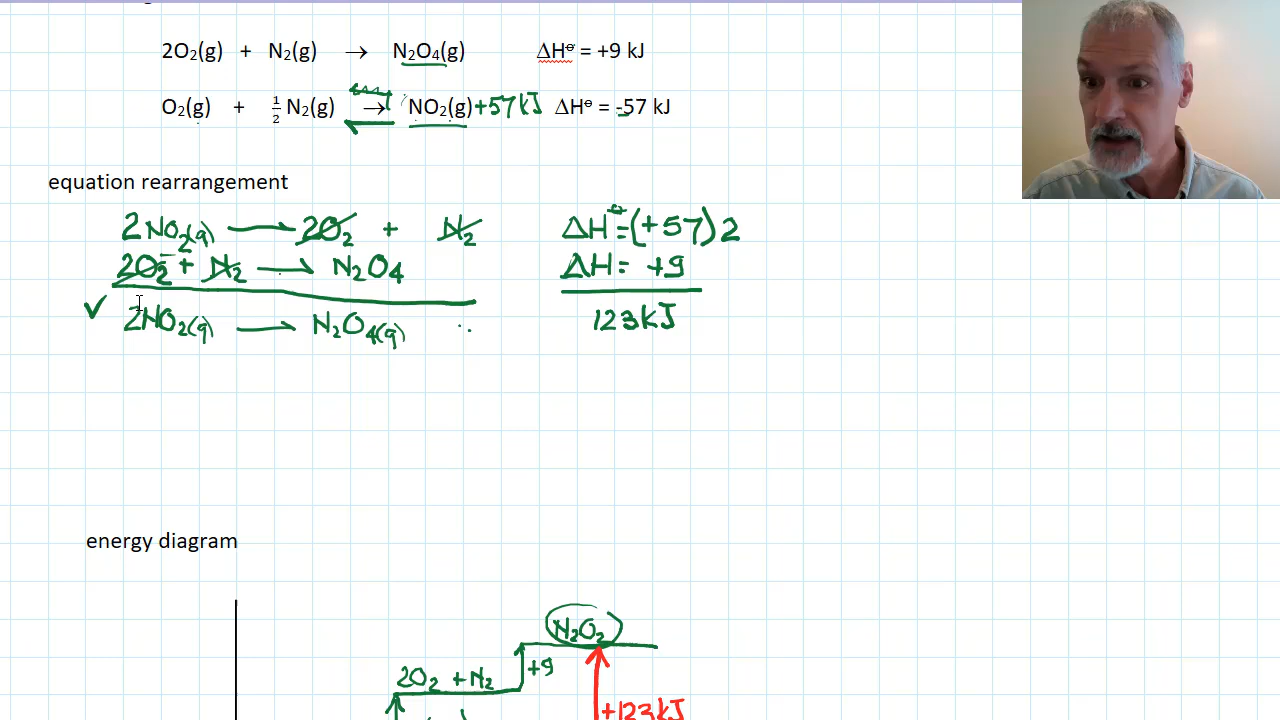 2O₂(g) + N₂(g) → N₂O₄(g) ΔH⦵ = +9 kJ
O₂(g) + ½ N₂(g) → NO₂(g) +57kJ ΔH⦵ = -57 kJ
equation rearrangement
2NO₂(g) → 2O₂ + N₂ ΔH⦵=(+57)2
2O₂ + N₂ → N₂O₄ ΔH= +9
✓ 2NO₂(g) → N₂O₄(g) 123kJ
energy diagram
N₂O₂
2O₂ + N₂ +9
+123kJ